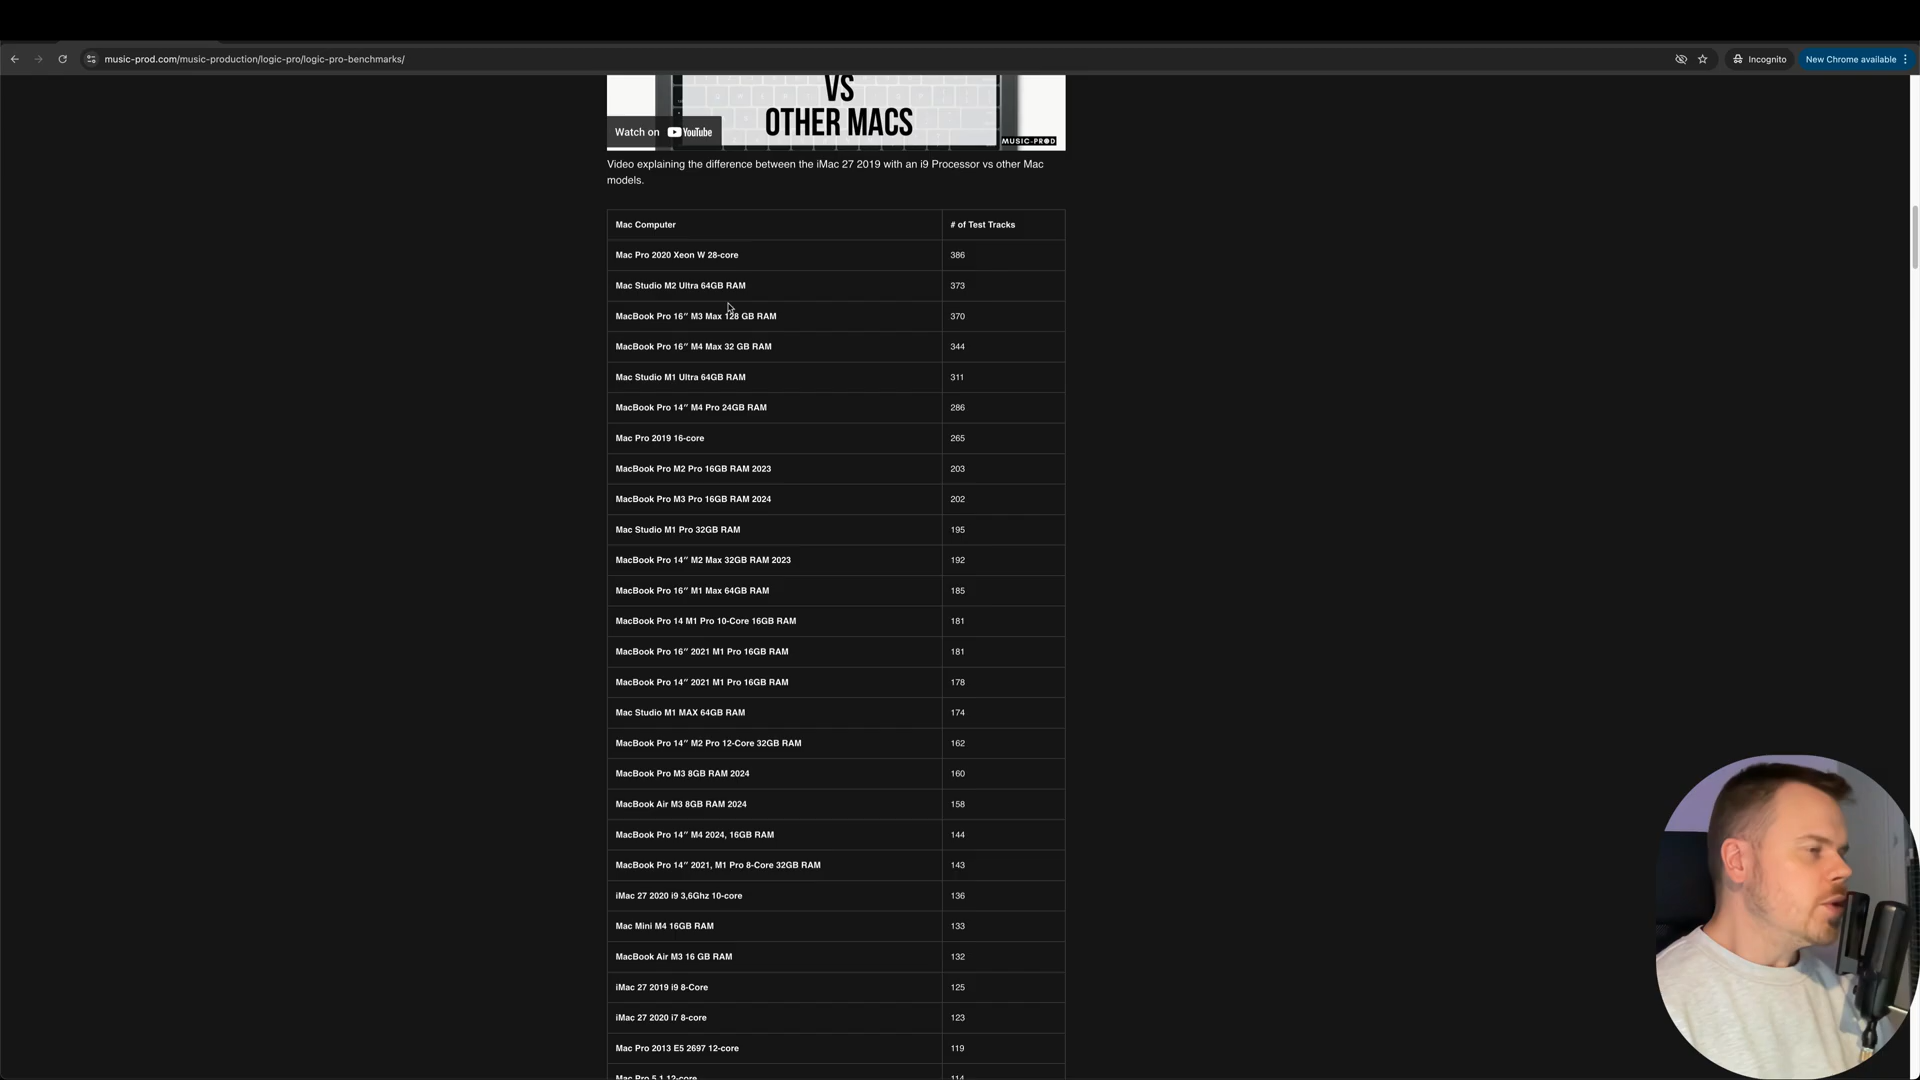 music-prod.com/music-production/logic-pro/logic-pro-benchmarks/
Incognito
New Chrome available
VS
OTHER MACS
Watch on YouTube
MUSIC-PROD
Video explaining the difference between the iMac 27 2019 with an i9 Processor vs other Mac
models.
Mac Computer # of Test Tracks
Mac Pro 2020 Xeon W 28-core 386
Mac Studio M2 Ultra 64GB RAM 373
MacBook Pro 16″ M3 Max 128 GB RAM 370
MacBook Pro 16″ M4 Max 32 GB RAM 344
Mac Studio M1 Ultra 64GB RAM 311
MacBook Pro 14″ M4 Pro 24GB RAM 286
Mac Pro 2019 16-core 265
MacBook Pro M2 Pro 16GB RAM 2023 203
MacBook Pro M3 Pro 16GB RAM 2024 202
Mac Studio M1 Pro 32GB RAM 195
MacBook Pro 14″ M2 Max 32GB RAM 2023 192
MacBook Pro 16″ M1 Max 64GB RAM 185
MacBook Pro 14 M1 Pro 10-Core 16GB RAM 181
MacBook Pro 16″ 2021 M1 Pro 16GB RAM 181
MacBook Pro 14″ 2021 M1 Pro 16GB RAM 178
Mac Studio M1 MAX 64GB RAM 174
MacBook Pro 14″ M2 Pro 12-Core 32GB RAM 162
MacBook Pro M3 8GB RAM 2024 160
MacBook Air M3 8GB RAM 2024 158
MacBook Pro 14″ M4 2024, 16GB RAM 144
MacBook Pro 14″ 2021, M1 Pro 8-Core 32GB RAM 143
iMac 27 2020 i9 3,6Ghz 10-core 136
Mac Mini M4 16GB RAM 133
MacBook Air M3 16 GB RAM 132
iMac 27 2019 i9 8-Core 125
iMac 27 2020 i7 8-core 123
Mac Pro 2013 E5 2697 12-core 119
Mac Pro 5.1 12-core 114